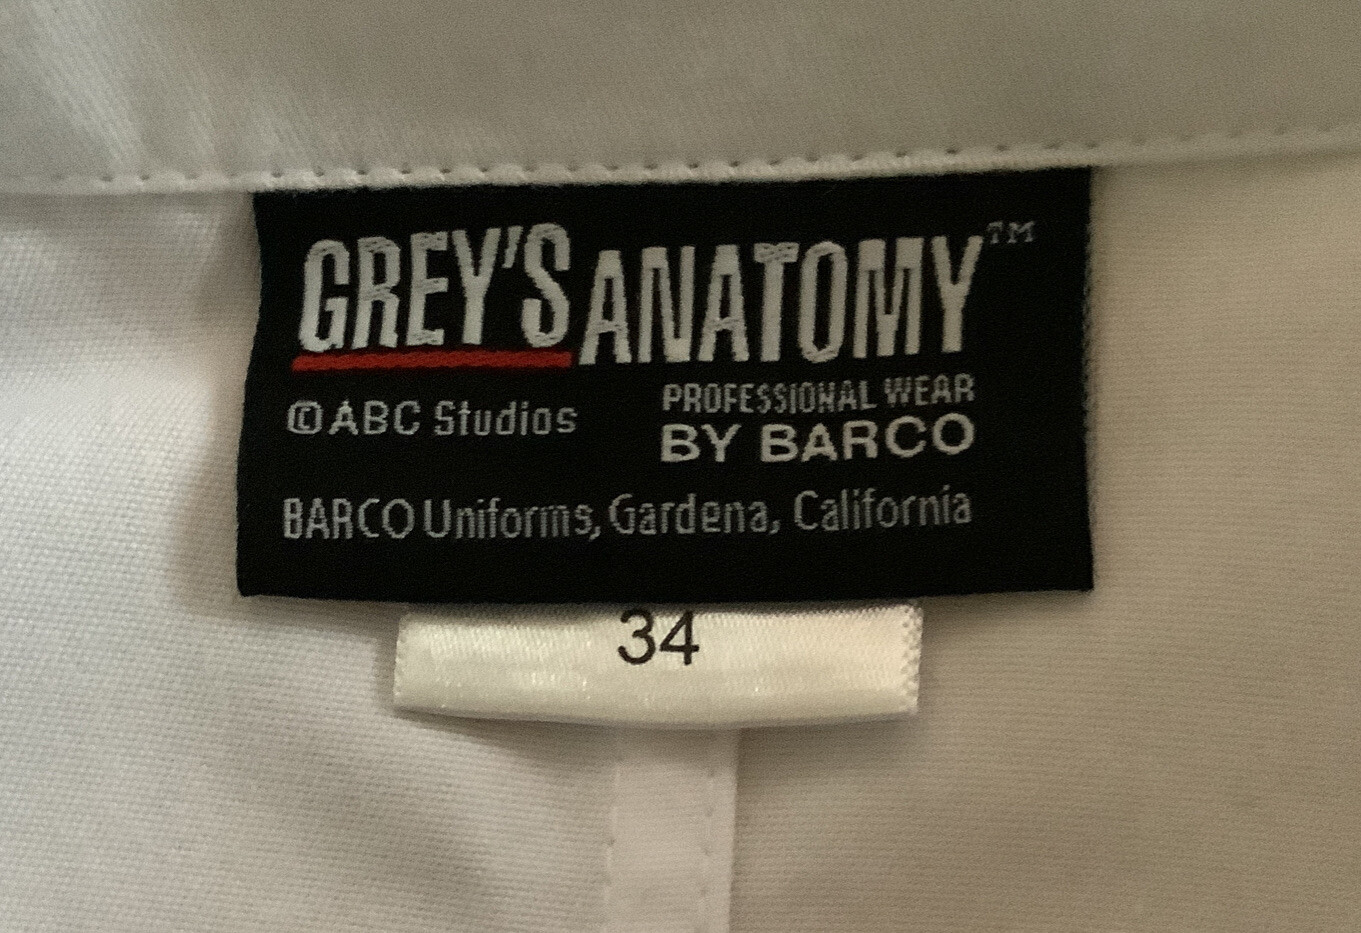 GREY'S ANATOMY™
©ABC Studios
PROFESSIONAL WEAR
BY BARCO
BARCO Uniforms, Gardena, California
34